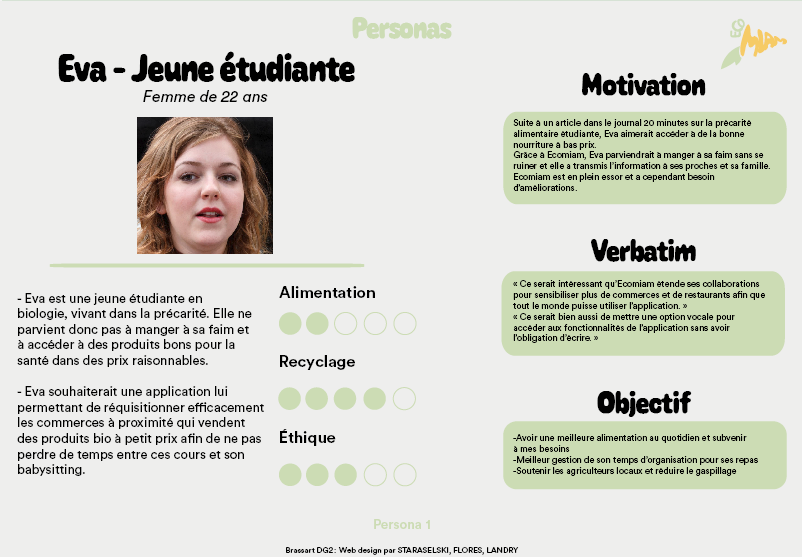 Personas
Eva - Jeune étudiante
Femme de 22 ans
- Eva est une jeune étudiante en
biologie, vivant dans la précarité. Elle ne
parvient donc pas à manger à sa faim et
à accéder à des produits bons pour la
santé dans des prix raisonnables.
- Eva souhaiterait une application lui
permettant de réquisitionner efficacement
les commerces à proximité qui vendent
des produits bio à petit prix afin de ne pas
perdre de temps entre ces cours et son
babysitting.
Alimentation
Recyclage
Éthique
Motivation
Suite à un article dans le journal 20 minutes sur la précarité
alimentaire étudiante, Eva aimerait accéder à de la bonne
nourriture à bas prix.
Grâce à Ecomiam, Eva parviendrait à manger à sa faim sans se
ruiner et elle a transmis l'information à ses proches et sa famille.
Ecomiam est en plein essor et a cependant besoin
d'améliorations.
Verbatim
« Ce serait intéressant qu'Ecomiam étende ses collaborations
pour sensibiliser plus de commerces et de restaurants afin que
tout le monde puisse utiliser l'application. »
« Ce serait bien aussi de mettre une option vocale pour
accéder aux fonctionnalités de l'application sans avoir
l'obligation d'écrire. »
Objectif
-Avoir une meilleure alimentation au quotidien et subvenir
à mes besoins
-Meilleur gestion de son temps d'organisation pour ses repas
-Soutenir les agriculteurs locaux et réduire le gaspillage
Persona 1
Brassart DG2: Web design par STARASELSKI, FLORES, LANDRY